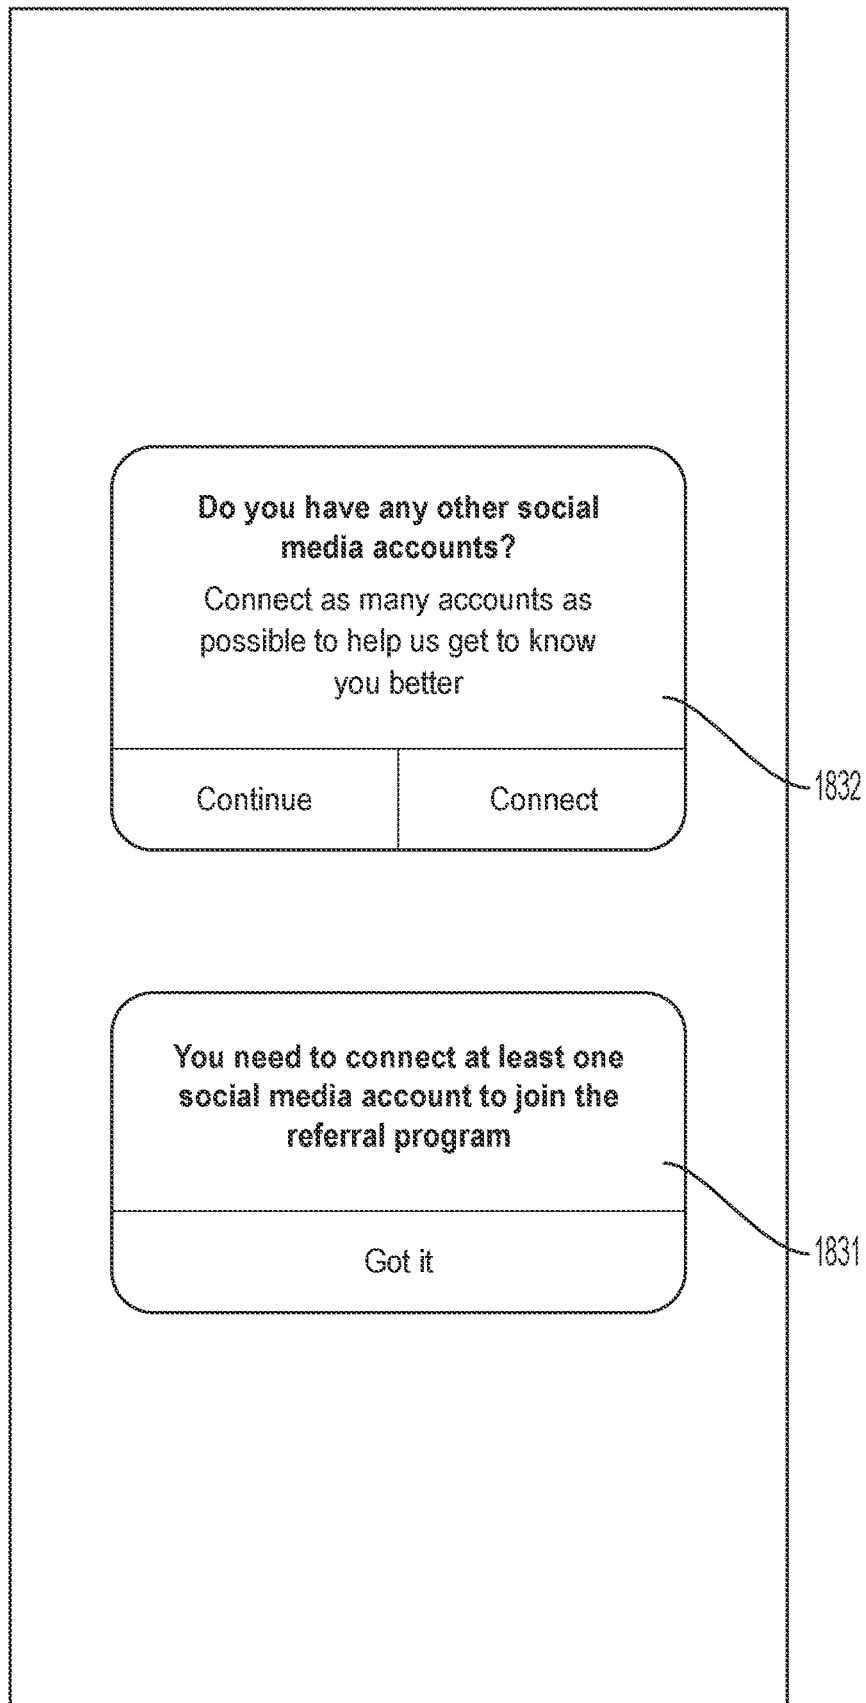 Do you have any other social
media accounts?
Connect as many accounts as
possible to help us get to know
you better
Continue
Connect
1832
You need to connect at least one
social media account to join the
referral program
Got it
1831